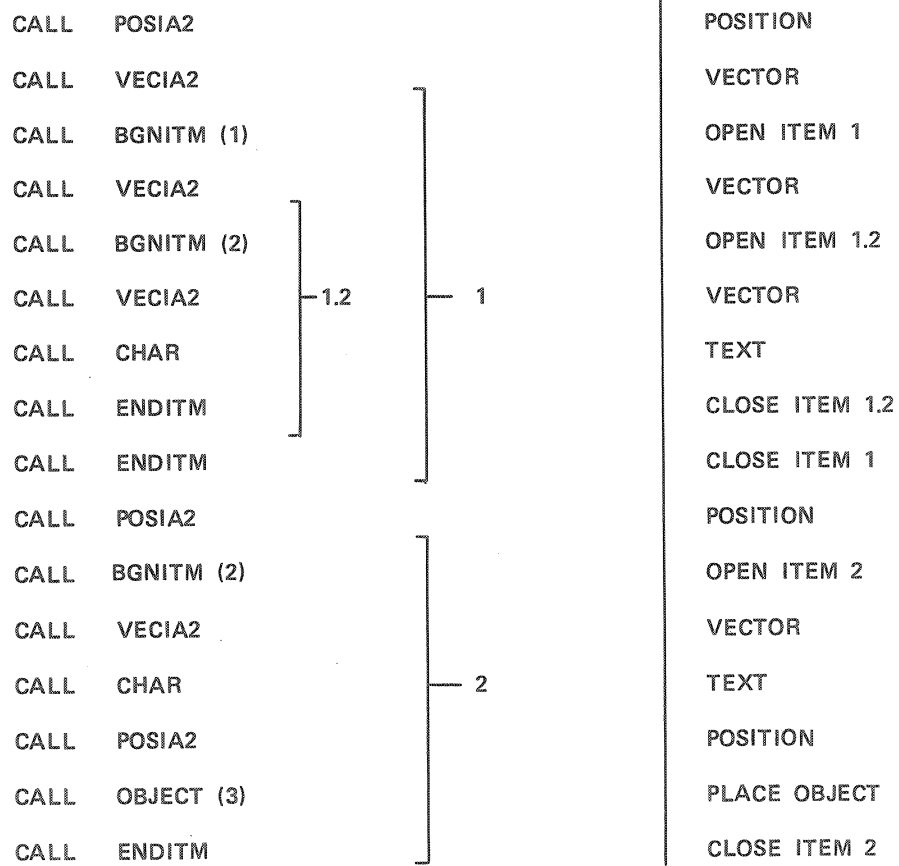 CALL POSIA2 POSITION
CALL VECIA2 VECTOR
CALL BGNITM (1) OPEN ITEM 1
CALL VECIA2 VECTOR
CALL BGNITM (2) OPEN ITEM 1.2
CALL VECIA2 1.2 1 VECTOR
CALL CHAR TEXT
CALL ENDITM CLOSE ITEM 1.2
CALL ENDITM CLOSE ITEM 1
CALL POSIA2 POSITION
CALL BGNITM (2) OPEN ITEM 2
CALL VECIA2 VECTOR
CALL CHAR 2 TEXT
CALL POSIA2 POSITION
CALL OBJECT (3) PLACE OBJECT
CALL ENDITM CLOSE ITEM 2